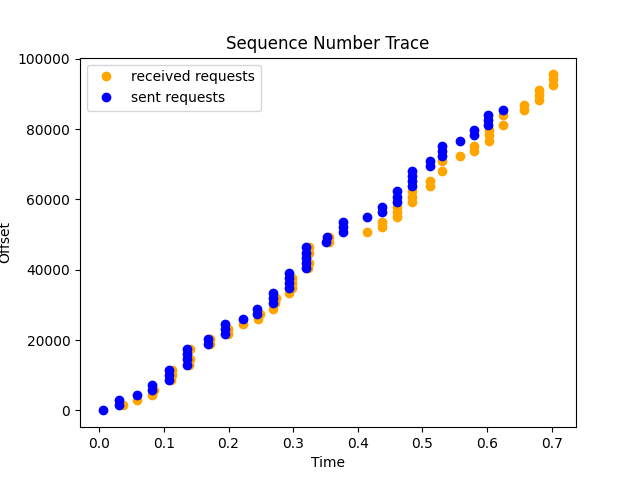 Sequence Number Trace
100000
80000
60000
40000
20000
0
Offset
received requests
sent requests
0.0 0.1 0.2 0.3 0.4 0.5 0.6 0.7
Time